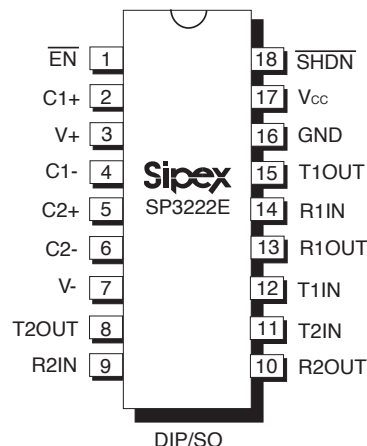 EN 1 18 SHDN
C1+ 2 17 Vcc
V+ 3 16 GND
C1- 4 Sipex 15 T1OUT
C2+ 5 SP3222E 14 R1IN
C2- 6 13 R1OUT
V- 7 12 T1IN
T2OUT 8 11 T2IN
R2IN 9 10 R2OUT
DIP/SO